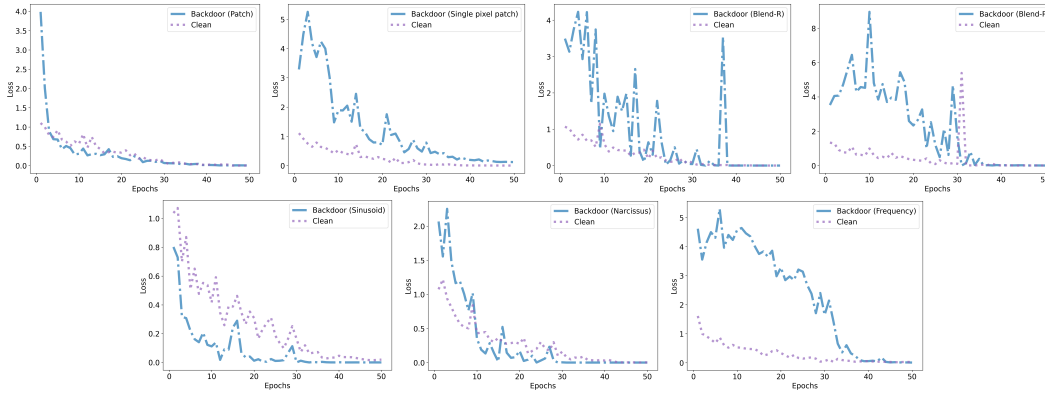 Backdoor (Patch)
Clean
4.0
3.5
3.0
2.5
2.0
1.5
1.0
0.5
0.0
Loss
0 10 20 30 40 50
Epochs
Backdoor (Single pixel patch)
Clean
5
4
3
2
1
0
Loss
0 10 20 30 40 50
Epochs
Backdoor (Blend-R)
Clean
4
3
2
1
0
Loss
0 10 20 30 40 50
Epochs
Backdoor (Blend-P
Clean
8
6
4
2
0
Loss
0 10 20 30 40 50
Epochs
Backdoor (Sinusoid)
Clean
1.0
0.8
0.6
0.4
0.2
0.0
Loss
0 10 20 30 40 50
Epochs
Backdoor (Narcissus)
Clean
2.0
1.5
1.0
0.5
0.0
Loss
0 10 20 30 40 50
Epochs
Backdoor (Frequency)
Clean
5
4
3
2
1
0
Loss
0 10 20 30 40 50
Epochs